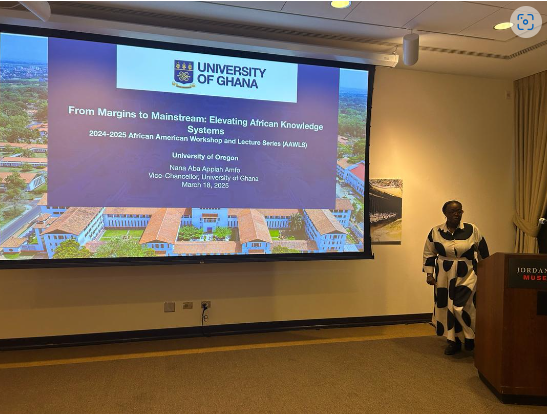 UNIVERSITY
OF GHANA
From Margins to Mainstream: Elevating African Knowledge
Systems
2024-2025 African American Workshop and Lecture Series (AAWLS)
University of Oregon
Nana Aba Appiah Amfo
Vice-Chancellor, University of Ghana
March 18, 2025
JORDAN
MUSE